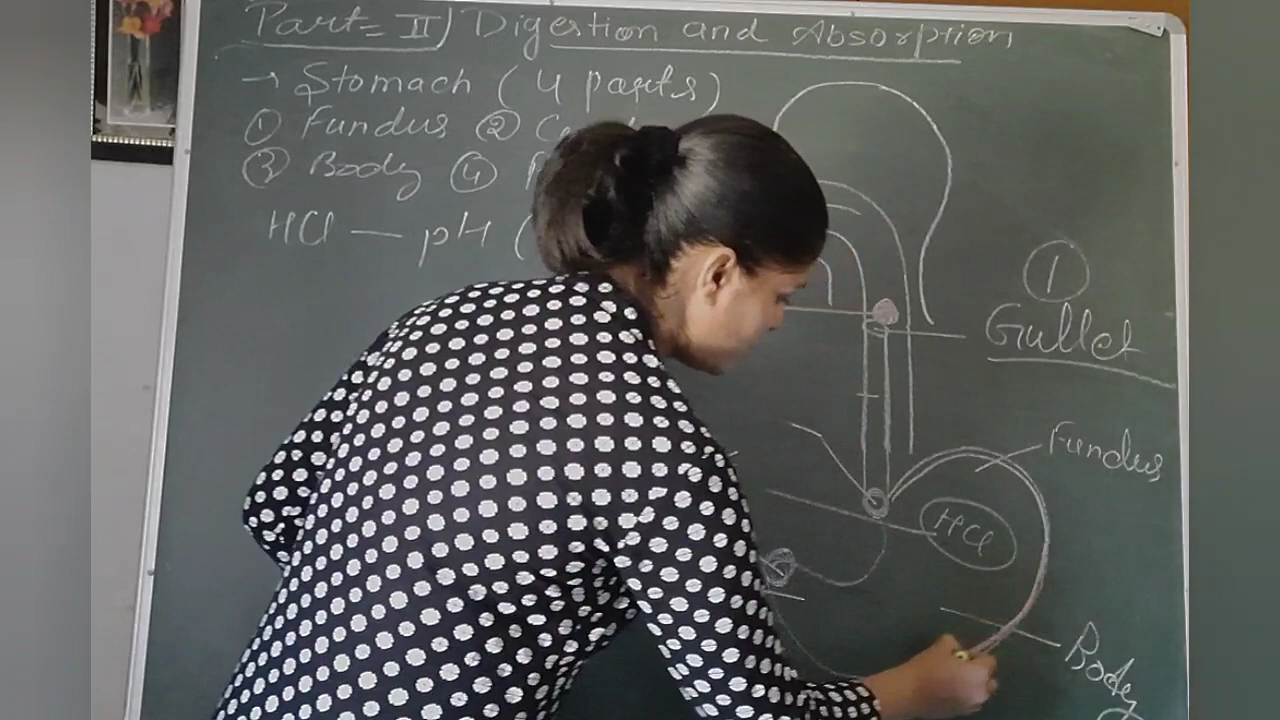 Part-II) Digestion and Absorption
→ Stomach (4 parts)
① Fundus ②
③ Body ④
HCl — pH (
①
Gullet
Fundus
HCl
Body